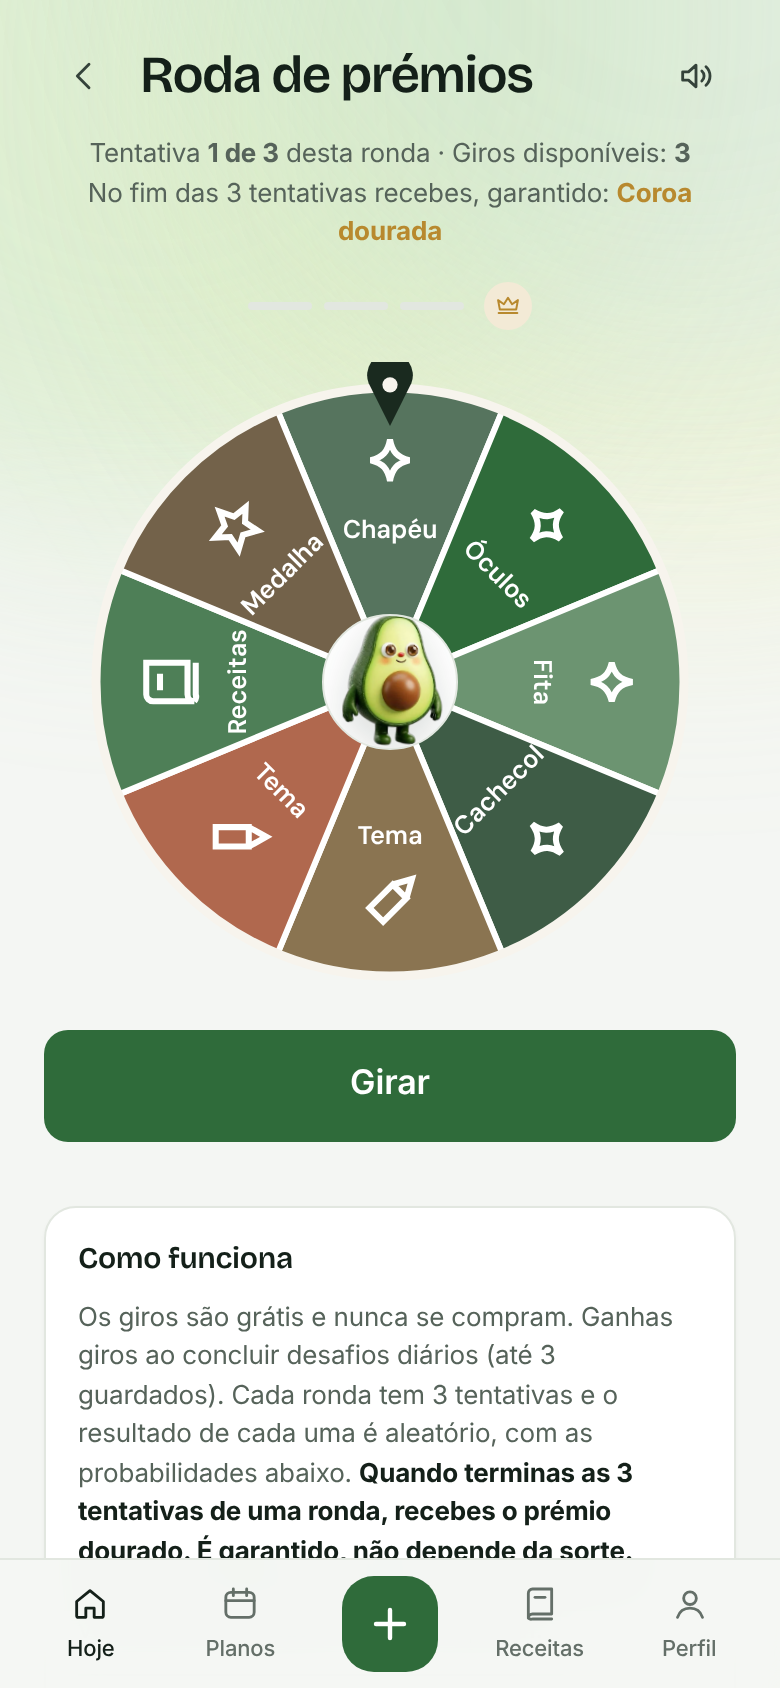 Roda de prémios
Tentativa 1 de 3 desta ronda · Giros disponíveis: 3
No fim das 3 tentativas recebes, garantido: Coroa
dourada
Chapéu
Óculos
Fita
Cachecol
Tema
Tema
Receitas
Medalha
Girar
Como funciona
Os giros são grátis e nunca se compram. Ganhas
giros ao concluir desafios diários (até 3
guardados). Cada ronda tem 3 tentativas e o
resultado de cada uma é aleatório, com as
probabilidades abaixo. Quando terminas as 3
tentativas de uma ronda, recebes o prémio
dourado. É garantido, não depende da sorte.
Hoje
Planos
Receitas
Perfil